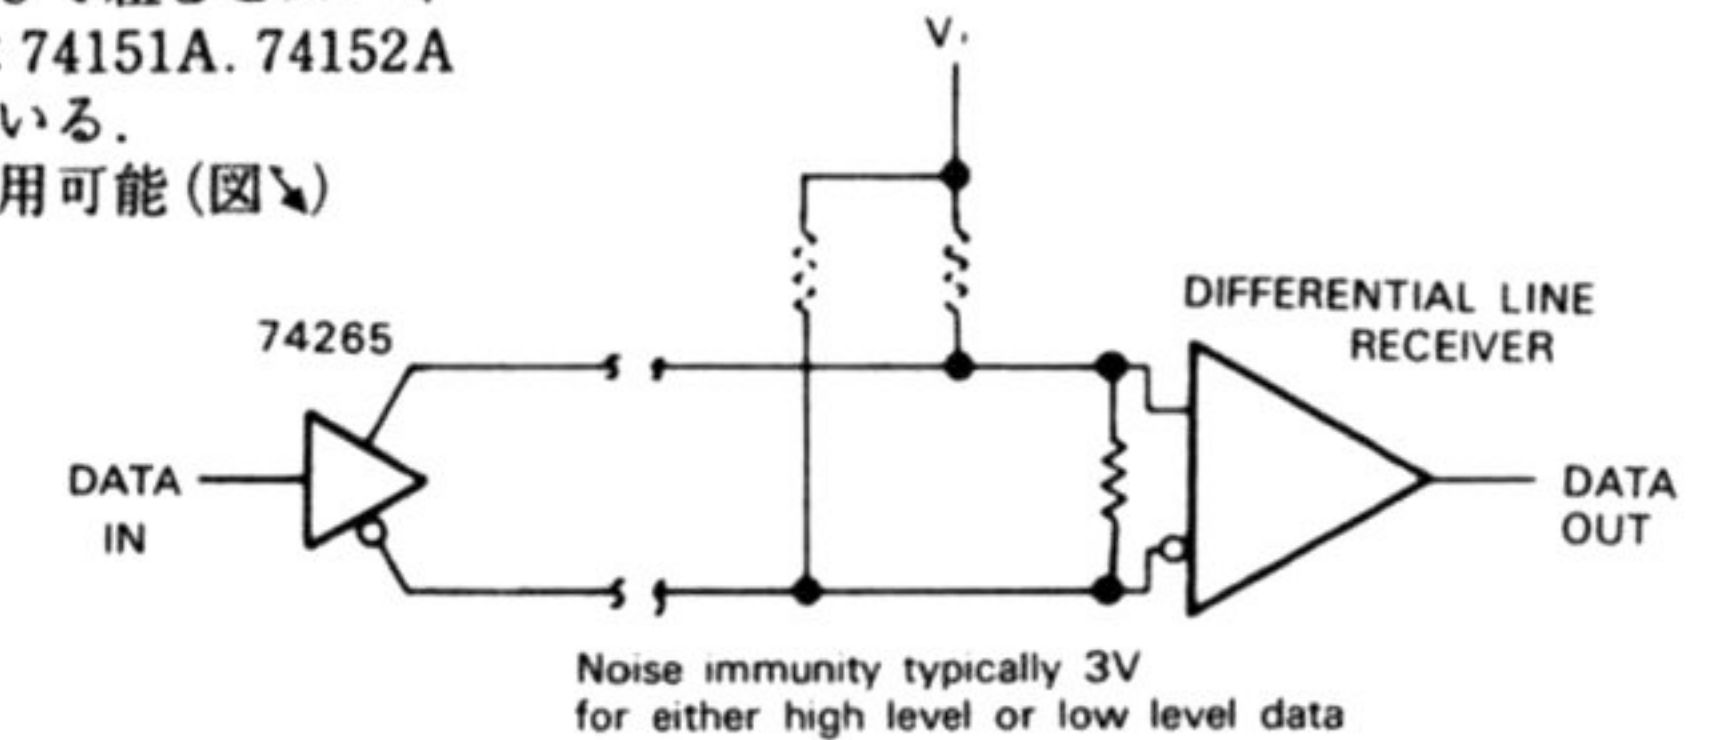 74151A. 74152A
いる.
用可能(図↘)
V
74265
DIFFERENTIAL LINE
RECEIVER
DATA
IN
DATA
OUT
Noise immunity typically 3V
for either high level or low level data